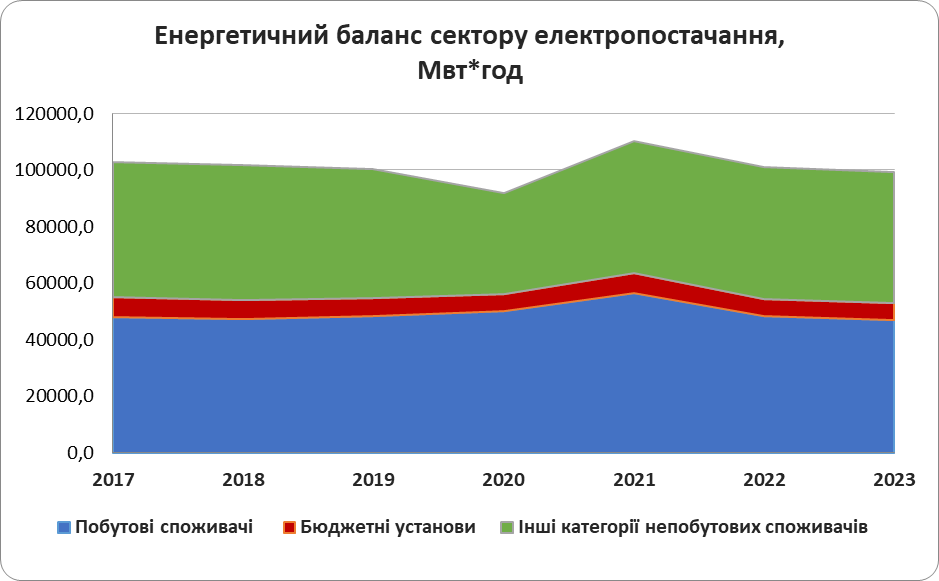 Енергетичний баланс сектору електропостачання,
Мвт*год
120000,0
100000,0
80000,0
60000,0
40000,0
20000,0
0,0
2017 2018 2019 2020 2021 2022 2023
Побутові споживачі Бюджетні установи Інші категорії непобутових споживачів